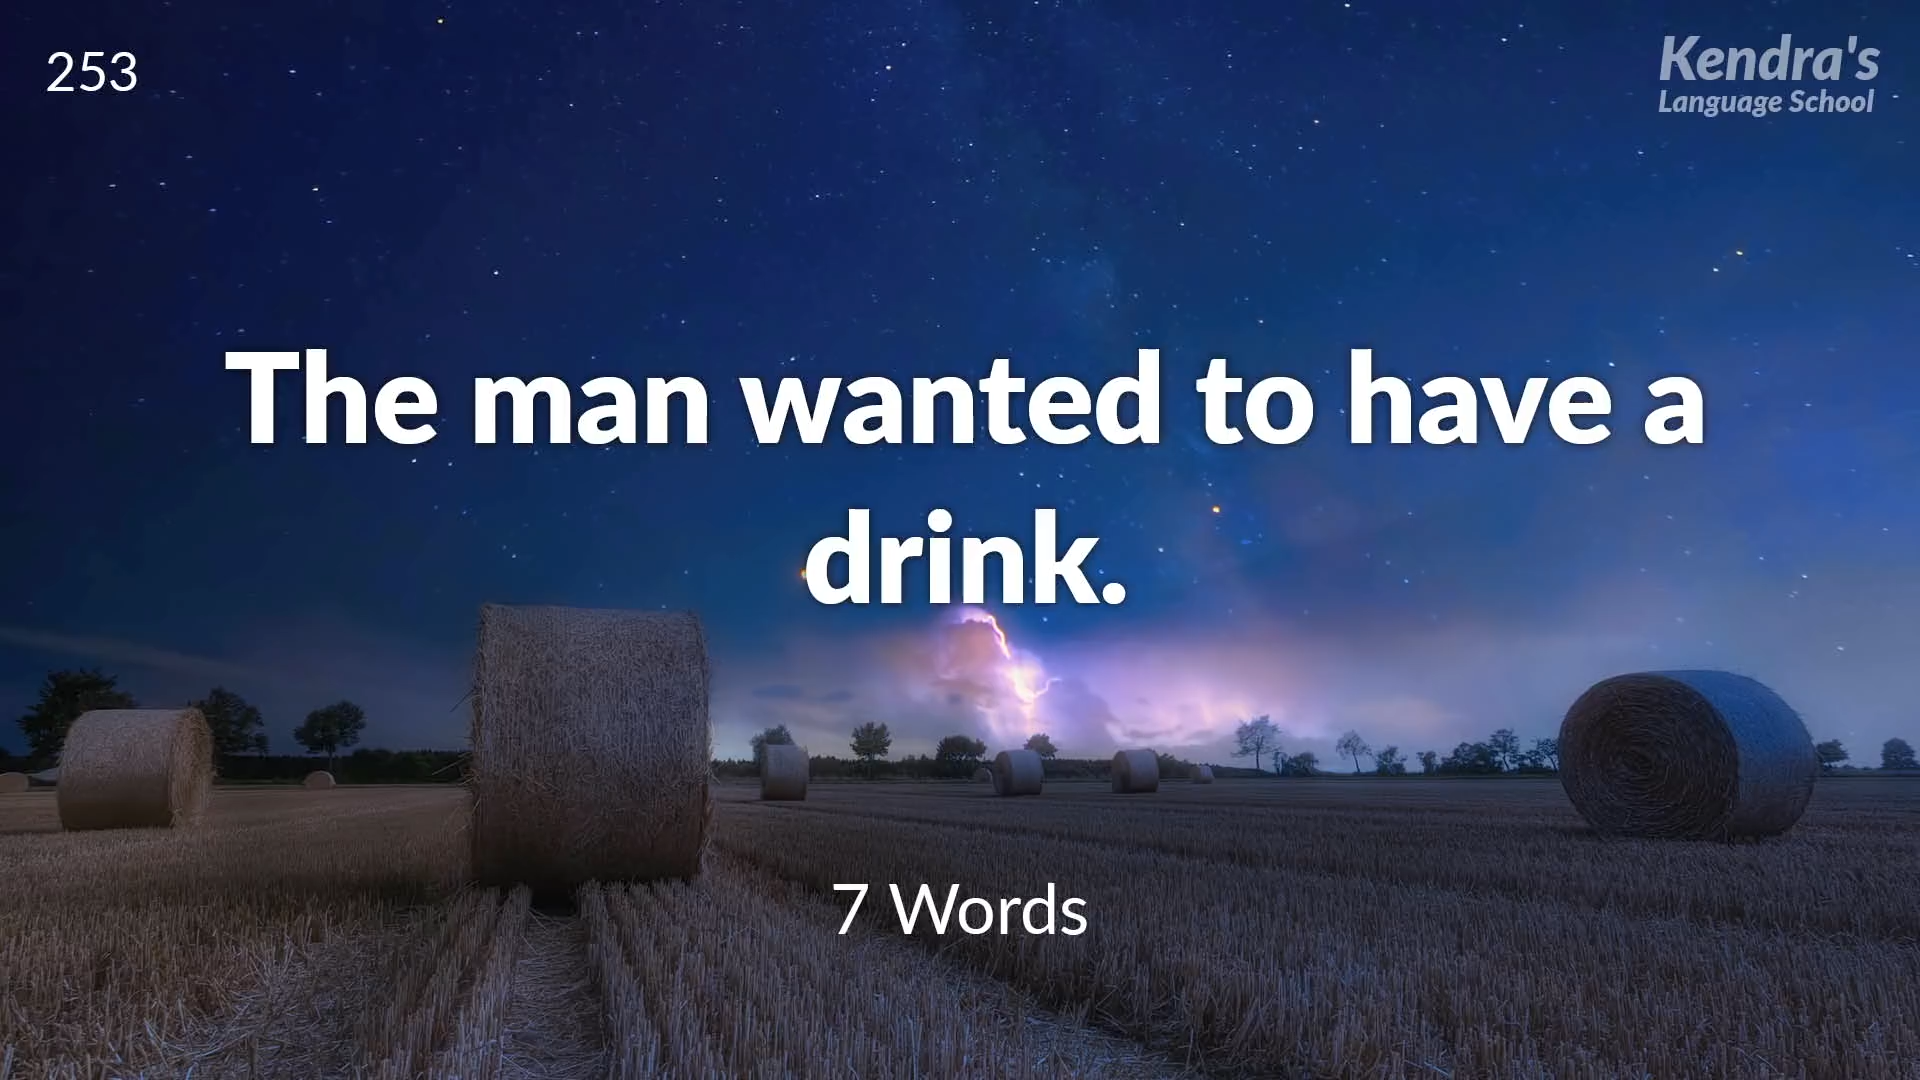 253
Kendra's
Language School
The man wanted to have a
drink.
7 Words